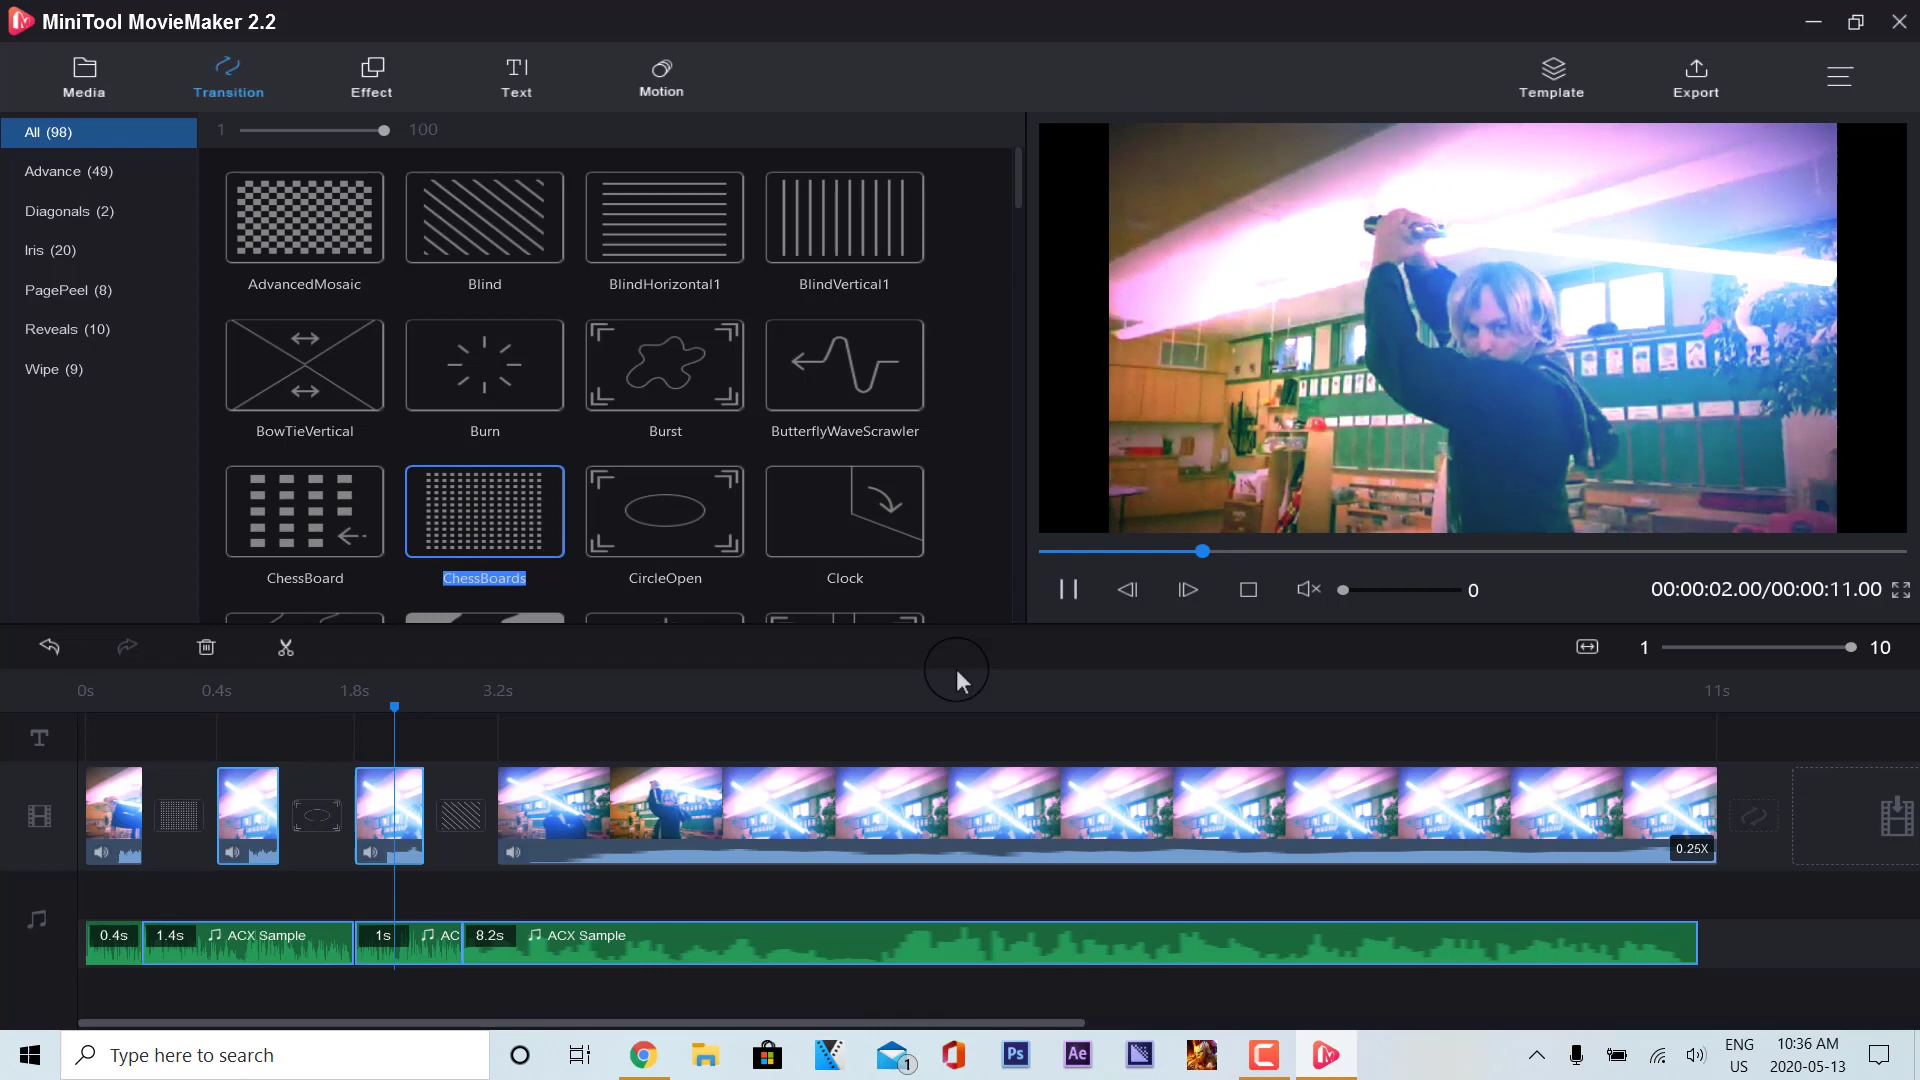 MiniTool MovieMaker 2.2
Media
Transition
Effect
Text
Motion
Template
Export
All (98)
1
100
Advance (49)
Diagonals (2)
Iris (20)
PagePeel (8)
Reveals (10)
Wipe (9)
AdvancedMosaic
Blind
BlindHorizontal1
BlindVertical1
BowTieVertical
Burn
Burst
ButterflyWaveScrawler
ChessBoard
ChessBoards
CircleOpen
Clock
0
00:00:02.00/00:00:11.00
1
10
0s
0.4s
1.8s
3.2s
11s
0.25X
0.4s
1.4s
ACX Sample
1s
AC
8.2s
ACX Sample
Type here to search
1
Ps
Ae
ENG
US
10:36 AM
2020-05-13